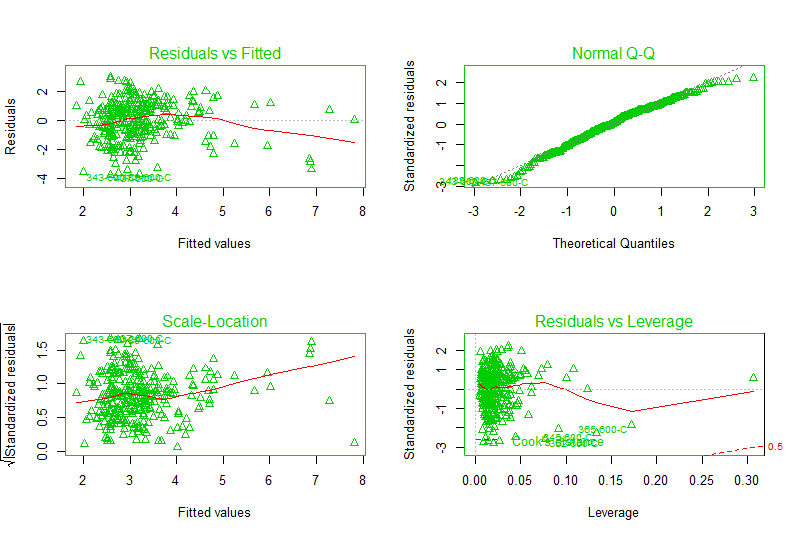 Residuals vs Fitted
Residuals
2
0
-2
-4
2 3 4 5 6 7 8
Fitted values
Normal Q-Q
Standardized residuals
2
1
0
-1
-3
-3 -2 -1 0 1 2 3
Theoretical Quantiles
Scale-Location
√|Standardized residuals|
1.5
1.0
0.5
0.0
2 3 4 5 6 7 8
Fitted values
Residuals vs Leverage
Standardized residuals
2
1
-1
-3
365-600-C
Cook's distance
0.5
0.00 0.05 0.10 0.15 0.20 0.25 0.30
Leverage